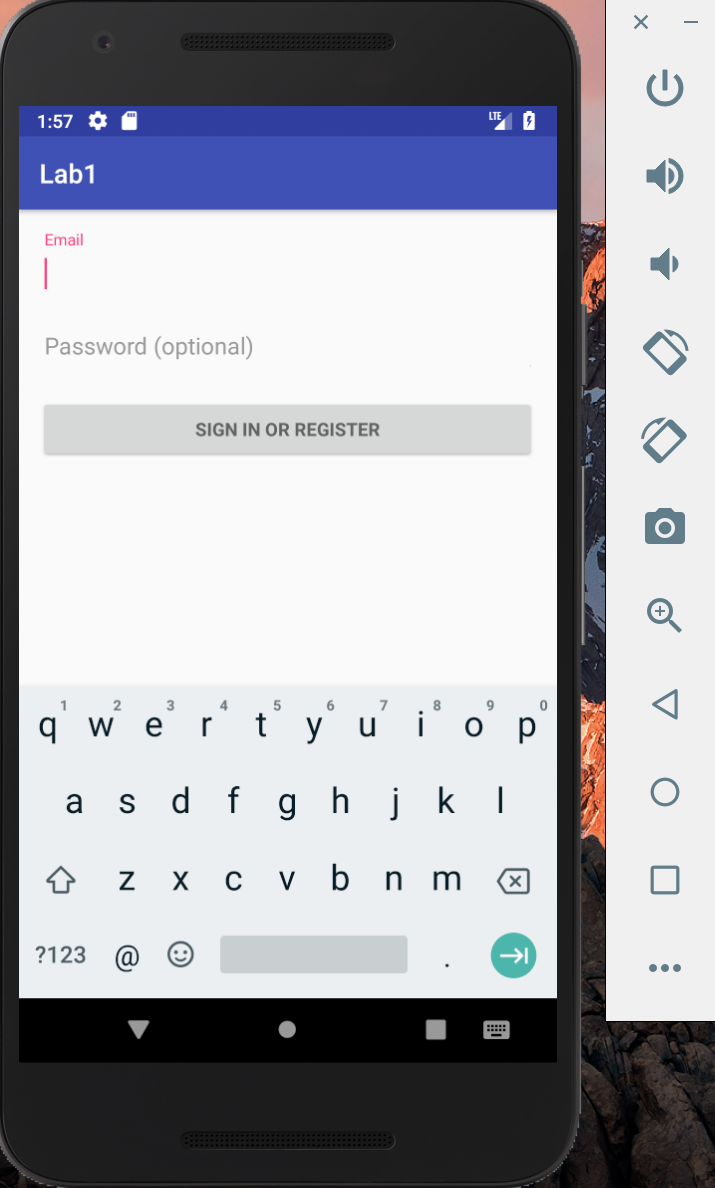 1:57 LTE
Lab1
Email
Password (optional)
SIGN IN OR REGISTER
1 2 3 4 5 6 7 8 9 0
q w e r t y u i o p
a s d f g h j k l
z x c v b n m
?123 @ .